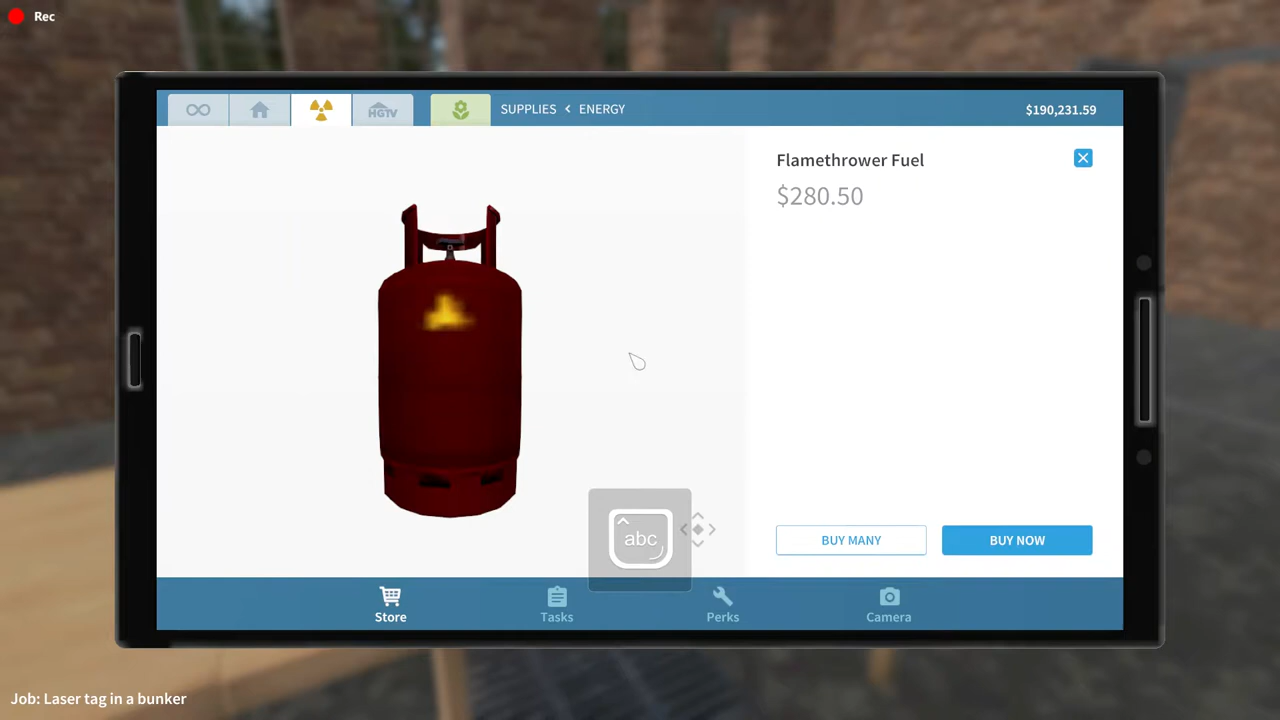 Rec
HGTV
SUPPLIES < ENERGY
$190,231.59
Flamethrower Fuel
$280.50
abc
BUY MANY
BUY NOW
Store
Tasks
Perks
Camera
Job: Laser tag in a bunker